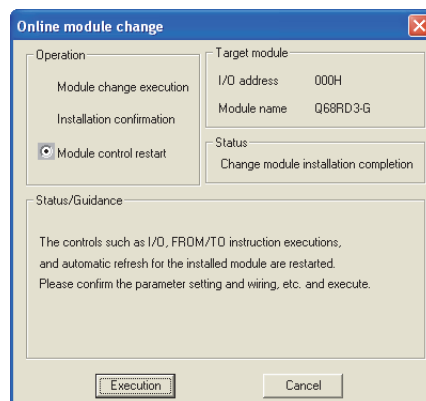 Online module change
Operation
Module change execution
Installation confirmation
Module control restart
Target module
I/O address 000H
Module name Q68RD3-G
Status
Change module installation completion
Status/Guidance
The controls such as I/O, FROM/TO instruction executions,
and automatic refresh for the installed module are restarted.
Please confirm the parameter setting and wiring, etc. and execute.
Execution
Cancel